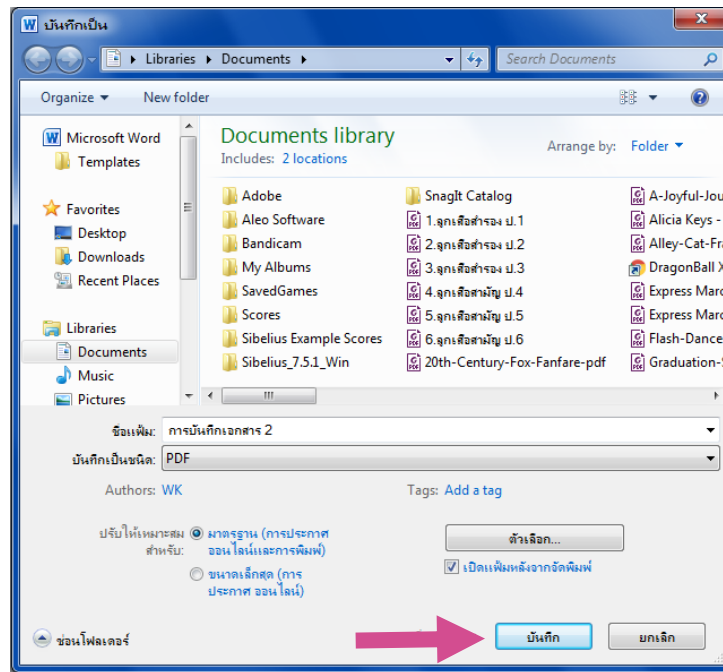 บันทึกเป็น
Libraries Documents
Search Documents
Organize New folder
Microsoft Word
Templates
Favorites
Desktop
Downloads
Recent Places
Libraries
Documents
Music
Pictures
Documents library
Includes: 2 locations
Arrange by: Folder
Adobe
Aleo Software
Bandicam
My Albums
SavedGames
Scores
Sibelius Example Scores
Sibelius_7.5.1_Win
SnagIt Catalog
1.ลูกเสือสำรอง ป.1
2.ลูกเสือสำรอง ป.2
3.ลูกเสือสำรอง ป.3
4.ลูกเสือสามัญ ป.4
5.ลูกเสือสามัญ ป.5
6.ลูกเสือสามัญ ป.6
20th-Century-Fox-Fanfare-pdf
A-Joyful-Jou
Alicia Keys -
Alley-Cat-Fra
DragonBall X
Express Marc
Express Marc
Flash-Dance
Graduation-S
ชื่อแฟ้ม: การบันทึกเอกสาร 2
บันทึกเป็นชนิด: PDF
Authors: WK Tags: Add a tag
ปรับให้เหมาะสม
สำหรับ:
มาตรฐาน (การประกาศ
ออนไลน์และการพิมพ์)
ขนาดเล็กสุด (การ
ประกาศ ออนไลน์)
ตัวเลือก...
เปิดแฟ้มหลังจากจัดพิมพ์
ซ่อนโฟลเดอร์
บันทึก
ยกเลิก